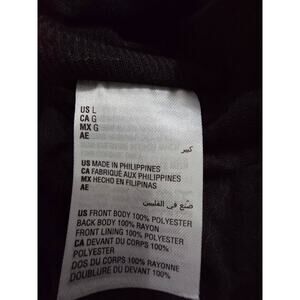 US L
CA G
MX G
AE
كبير
US MADE IN PHILIPPINES
CA FABRIQUÉ AUX PHILIPPINES
MX HECHO EN FILIPINAS
AE
صنع في الفلبين
US FRONT BODY 100% POLYESTER
BACK BODY 100% RAYON
FRONT LINING 100% POLYESTER
CA DEVANT DU CORPS 100%
POLYESTER
DOS DU CORPS 100% RAYONNE
DOUBLURE DU DEVANT 100%